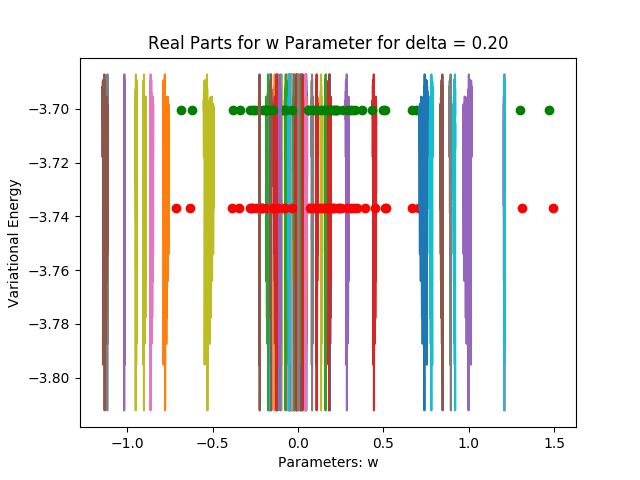 Real Parts for w Parameter for delta = 0.20
Variational Energy
−3.70
−3.72
−3.74
−3.76
−3.78
−3.80
−1.0 −0.5 0.0 0.5 1.0 1.5
Parameters: w